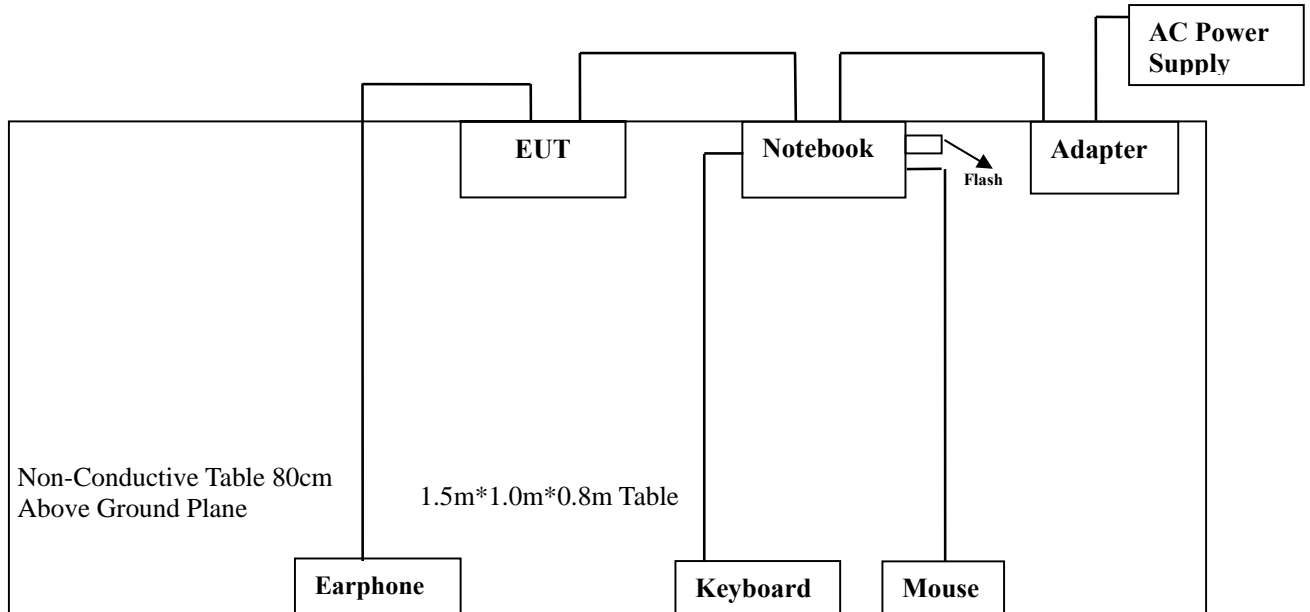 AC Power
Supply
EUT
Notebook
Adapter
Flash
Non-Conductive Table 80cm
Above Ground Plane
1.5m*1.0m*0.8m Table
Earphone
Keyboard
Mouse